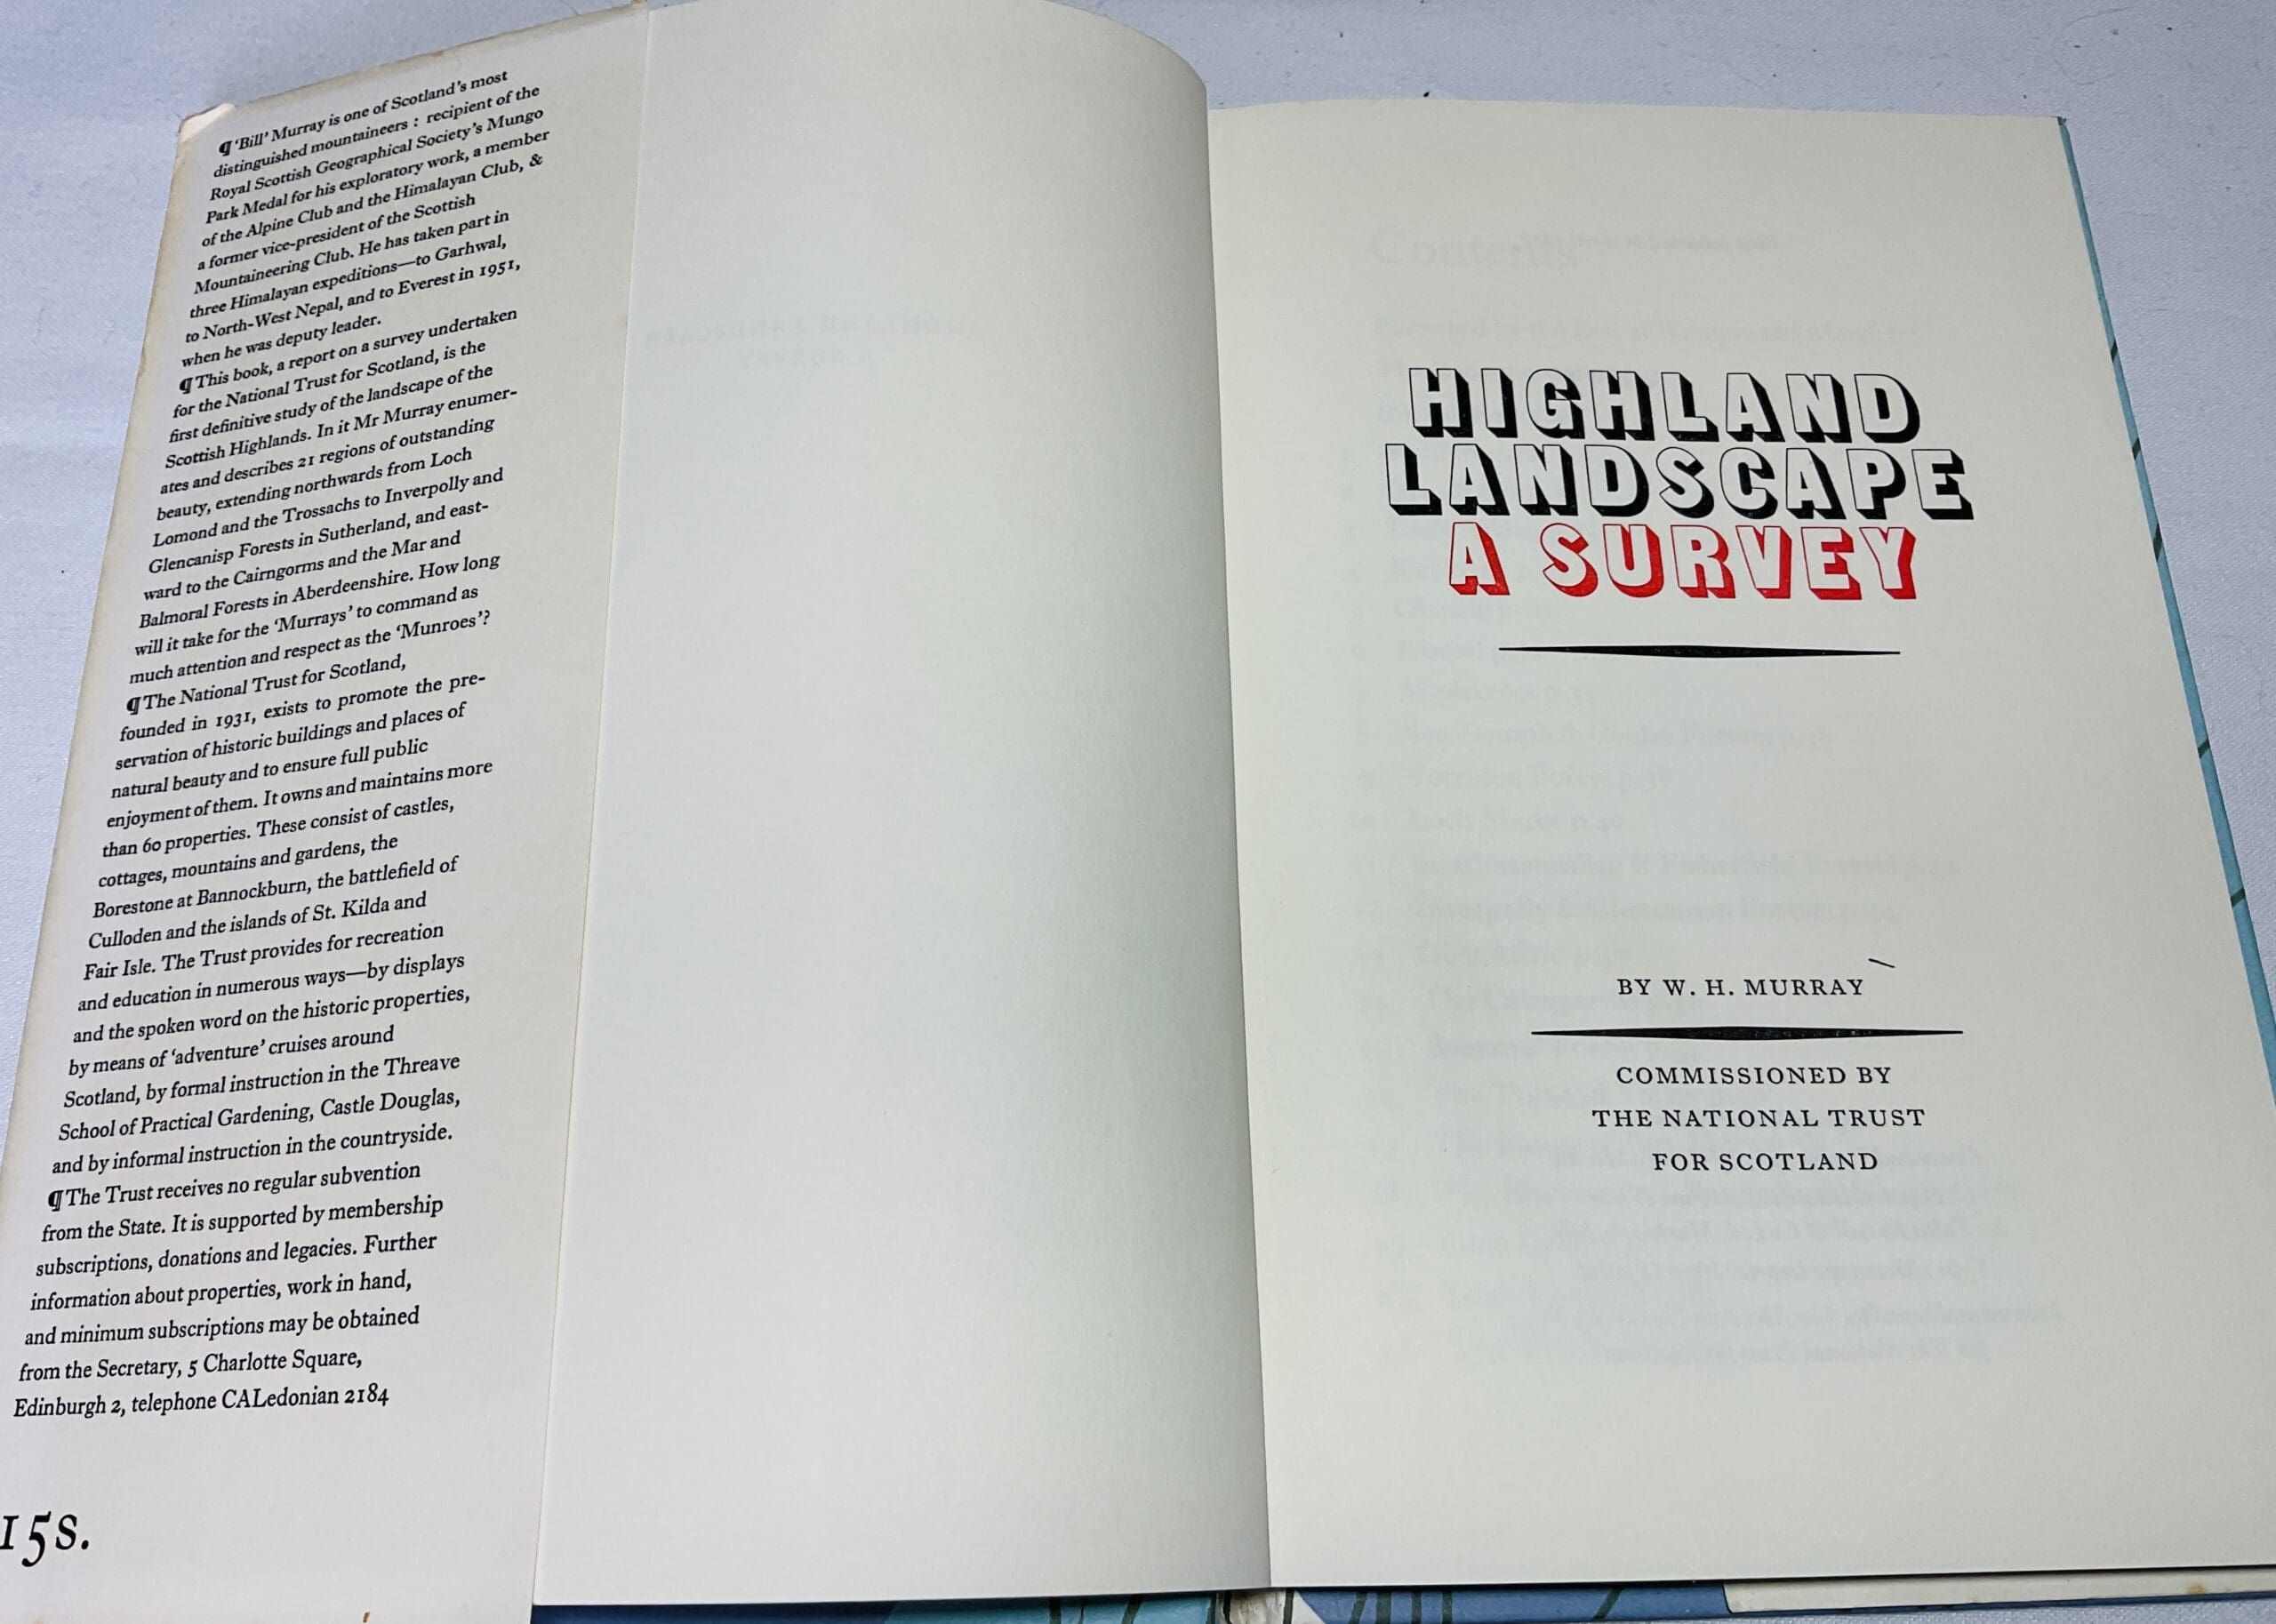 ¶ 'Bill' Murray is one of Scotland's most
distinguished mountaineers : recipient of the
Royal Scottish Geographical Society's Mungo
Park Medal for his exploratory work, a member
of the Alpine Club and the Himalayan Club, &
a former vice-president of the Scottish
Mountaineering Club. He has taken part in
three Himalayan expeditions—to Garhwal,
to North-West Nepal, and to Everest in 1951,
when he was deputy leader.
¶ This book, a report on a survey undertaken
for the National Trust for Scotland, is the
first definitive study of the landscape of the
Scottish Highlands. In it Mr Murray enumer-
ates and describes 21 regions of outstanding
beauty, extending northwards from Loch
Lomond and the Trossachs to Inverpolly and
Glencanisp Forests in Sutherland, and east-
ward to the Cairngorms and the Mar and
Balmoral Forests in Aberdeenshire. How long
will it take for the 'Murrays' to command as
much attention and respect as the 'Munroes'?
¶ The National Trust for Scotland,
founded in 1931, exists to promote the pre-
servation of historic buildings and places of
natural beauty and to ensure full public
enjoyment of them. It owns and maintains more
than 60 properties. These consist of castles,
cottages, mountains and gardens, the
Borestone at Bannockburn, the battlefield of
Culloden and the islands of St. Kilda and
Fair Isle. The Trust provides for recreation
and education in numerous ways—by displays
and the spoken word on the historic properties,
by means of 'adventure' cruises around
Scotland, by formal instruction in the Threave
School of Practical Gardening, Castle Douglas,
and by informal instruction in the countryside.
¶ The Trust receives no regular subvention
from the State. It is supported by membership
subscriptions, donations and legacies. Further
information about properties, work in hand,
and minimum subscriptions may be obtained
from the Secretary, 5 Charlotte Square,
Edinburgh 2, telephone CALedonian 2184
15s.
HIGHLAND
LANDSCAPE
A SURVEY
BY W. H. MURRAY
COMMISSIONED BY
THE NATIONAL TRUST
FOR SCOTLAND